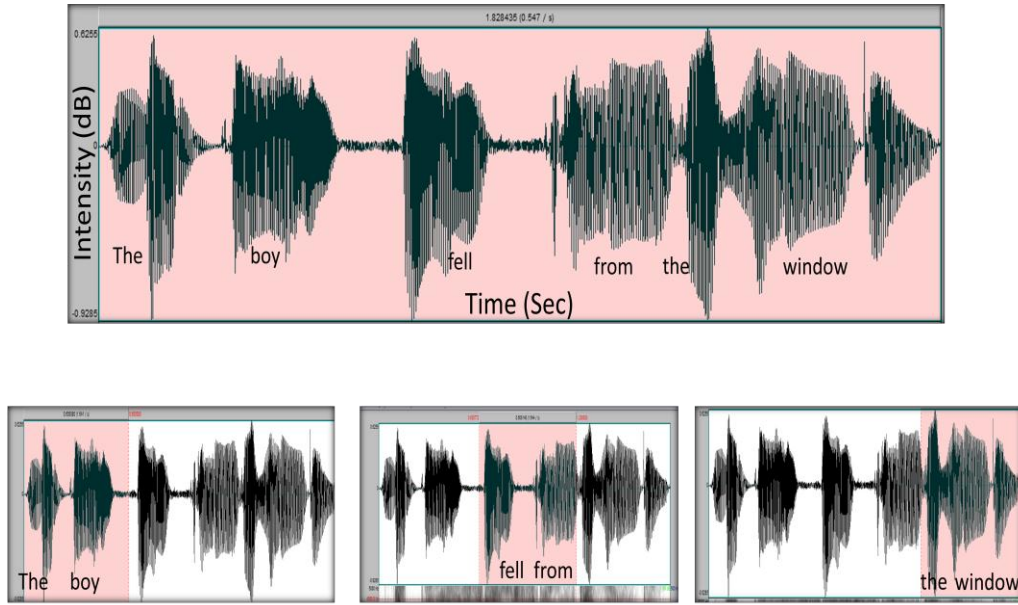 1.828435 (0.547 / s)
0.6255
Intensity (dB)
0
-0.9285
The boy fell from the window
Time (Sec)
The boy
fell from
the window